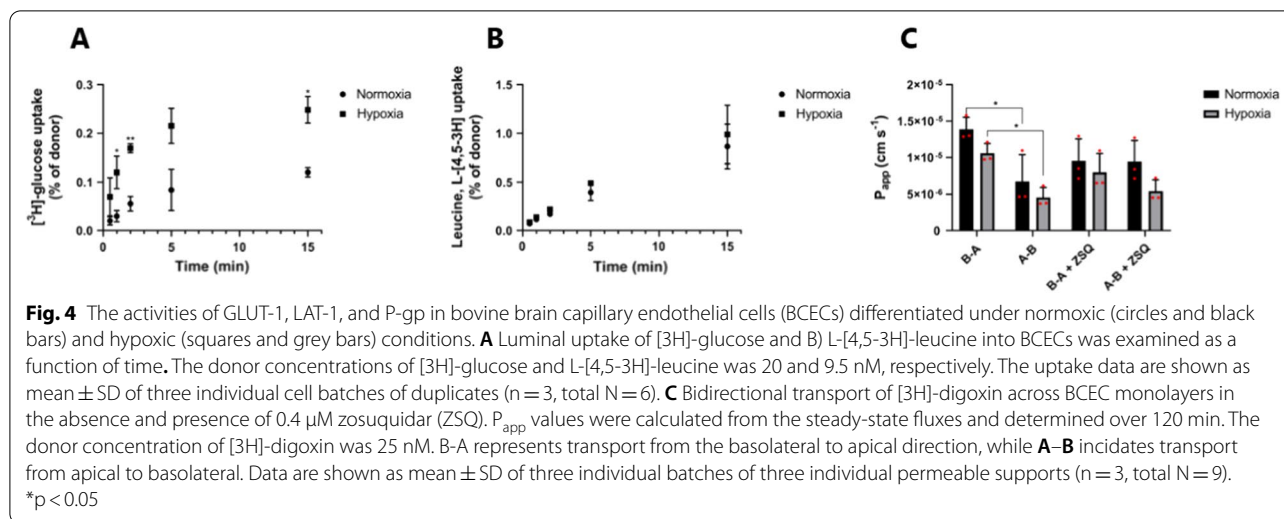 A
[³H]-glucose uptake
(% of donor)
0.3
0.2
0.1
0.0
0
5
10
15
Time (min)
*
**
*
Normoxia
Hypoxia
B
Leucine, L-[4,5-3H] uptake
(% of donor)
1.5
1.0
0.5
0.0
0
5
10
15
Time (min)
Normoxia
Hypoxia
C
Papp (cm s⁻¹)
2×10⁻⁵
1.5×10⁻⁵
1×10⁻⁵
5×10⁻⁶
0
*
*
B-A
A-B
B-A + ZSQ
A-B + ZSQ
Normoxia
Hypoxia
Fig. 4 The activities of GLUT-1, LAT-1, and P-gp in bovine brain capillary endothelial cells (BCECs) differentiated under normoxic (circles and black
bars) and hypoxic (squares and grey bars) conditions. A Luminal uptake of [3H]-glucose and B) L-[4,5-3H]-leucine into BCECs was examined as a
function of time. The donor concentrations of [3H]-glucose and L-[4,5-3H]-leucine was 20 and 9.5 nM, respectively. The uptake data are shown as
mean ± SD of three individual cell batches of duplicates (n = 3, total N = 6). C Bidirectional transport of [3H]-digoxin across BCEC monolayers in
the absence and presence of 0.4 µM zosuquidar (ZSQ). Papp values were calculated from the steady-state fluxes and determined over 120 min. The
donor concentration of [3H]-digoxin was 25 nM. B-A represents transport from the basolateral to apical direction, while A–B incidates transport
from apical to basolateral. Data are shown as mean ± SD of three individual batches of three individual permeable supports (n = 3, total N = 9).
*p < 0.05